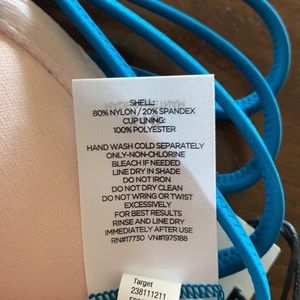 SHELL:
80% NYLON / 20% SPANDEX
CUP LINING:
100% POLYESTER
HAND WASH COLD SEPARATELY
ONLY-NON-CHLORINE
BLEACH IF NEEDED
LINE DRY IN SHADE
DO NOT IRON
DO NOT DRY CLEAN
DO NOT WRING OR TWIST
EXCESSIVELY
FOR BEST RESULTS
RINSE AND LINE DRY
IMMEDIATELY AFTER USE
RN#17730 VN#1975188
Target
238111211